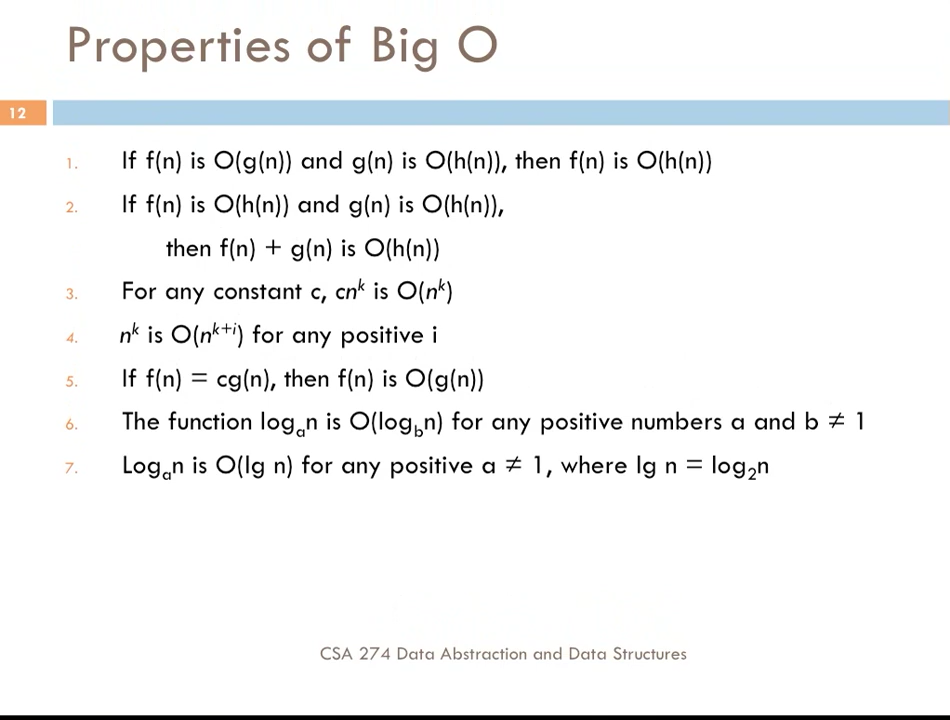 Properties of Big O
12
1. If f(n) is O(g(n)) and g(n) is O(h(n)), then f(n) is O(h(n))
2. If f(n) is O(h(n)) and g(n) is O(h(n)),
then f(n) + g(n) is O(h(n))
3. For any constant c, cnᵏ is O(nᵏ)
4. nᵏ is O(nᵏ⁺ⁱ) for any positive i
5. If f(n) = cg(n), then f(n) is O(g(n))
6. The function logₐn is O(log_bn) for any positive numbers a and b ≠ 1
7. Logₐn is O(lg n) for any positive a ≠ 1, where lg n = log₂n
CSA 274 Data Abstraction and Data Structures